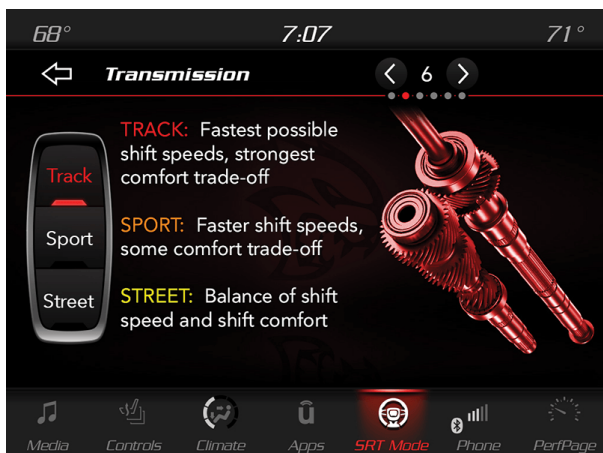 68° 7:07 71°
Transmission 6
TRACK: Fastest possible
shift speeds, strongest
comfort trade-off
Track
SPORT: Faster shift speeds,
some comfort trade-off
Sport
STREET: Balance of shift
speed and shift comfort
Street
ū
Media Controls Climate Apps SRT Mode Phone PerfPage